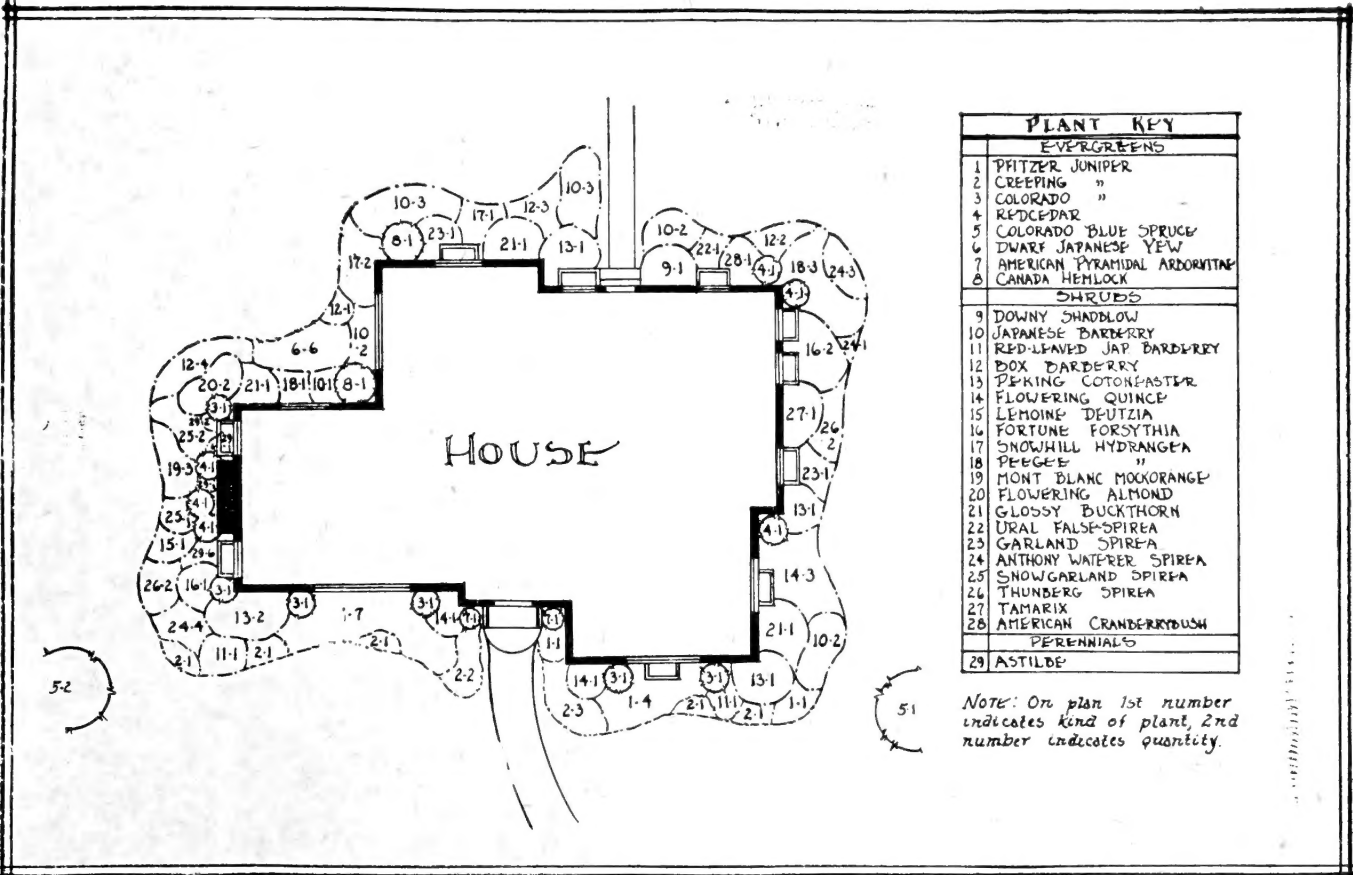 10-3
10-3
12-3
17-1
23-1
8-1
21-1
13-1
17-2
12-1
10
1-2
6-6
12-4
20-2
21-1
18-1
10-1
8-1
3-1
25-2
29
19-3
4-1
4-1
25-1
4-1
15-1
29-6
26-2
16-1
3-1
24-4
13-2
3-1
1-7
3-1
14-1
7-1
2-1
11-1
2-1
2-1
2-2
7-1
1-1
14-1
3-1
2-3
1-4
3-1
2-1
11-1
2-1
1-1
13-1
10-2
21-1
14-3
4-1
13-1
23-1
26
2
27-1
16-2
24-1
24-3
18-3
4-1
4-1
12-2
28-1
22-1
10-2
9-1
HOUSE
5-2
5-1
PLANT KEY
EVERGREENS
1 PFITZER JUNIPER
2 CREEPING "
3 COLORADO "
4 REDCEDAR
5 COLORADO BLUE SPRUCE
6 DWARF JAPANESE YEW
7 AMERICAN PYRAMIDAL ARBORVITAE
8 CANADA HEMLOCK
SHRUBS
9 DOWNY SHADBLOW
10 JAPANESE BARBERRY
11 RED-LEAVED JAP. BARBERRY
12 BOX BARBERRY
13 PEKING COTONEASTER
14 FLOWERING QUINCE
15 LEMOINE DEUTZIA
16 FORTUNE FORSYTHIA
17 SNOWHILL HYDRANGEA
18 PEEGEE "
19 MONT BLANC MOCKORANGE
20 FLOWERING ALMOND
21 GLOSSY BUCKTHORN
22 URAL FALSE-SPIREA
23 GARLAND SPIREA
24 ANTHONY WATERER SPIREA
25 SNOWGARLAND SPIREA
26 THUNBERG SPIREA
27 TAMARIX
28 AMERICAN CRANBERRYBUSH
PERENNIALS
29 ASTILBE
NOTE: On plan 1st number
indicates kind of plant, 2nd
number indicates quantity.